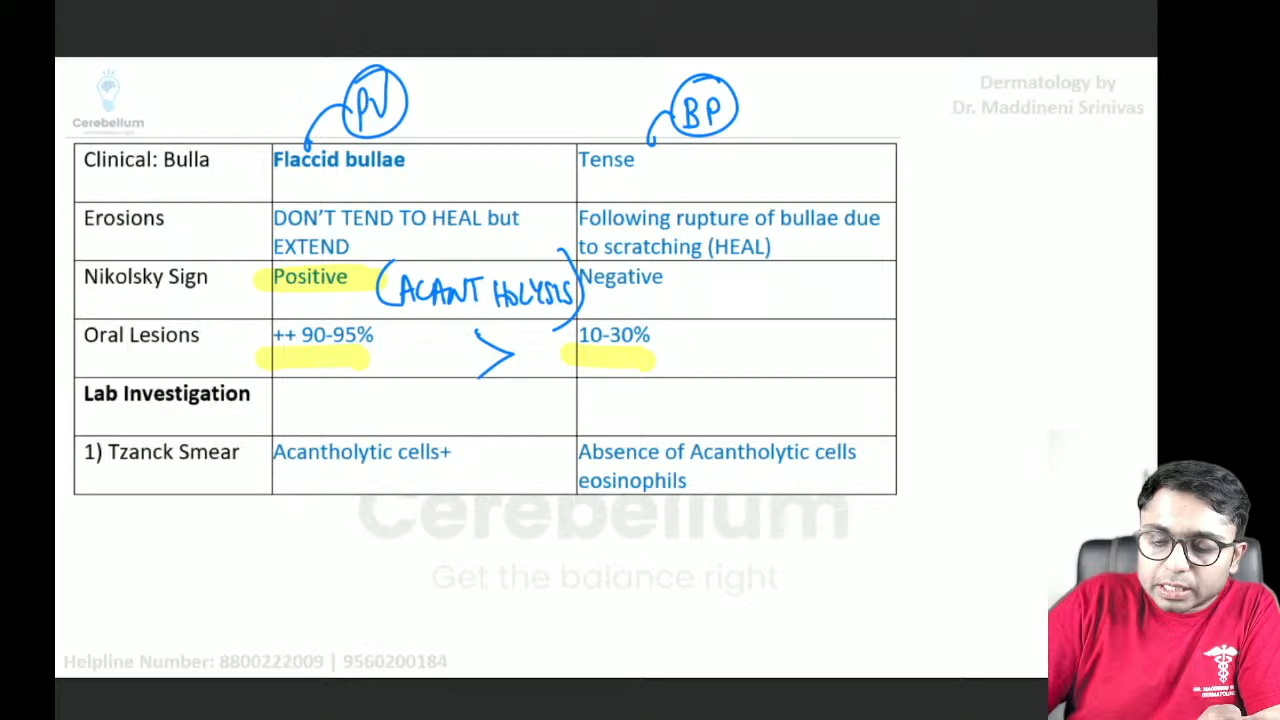 PV
BP
Dermatology by
Dr. Maddineni Srinivas
Cerebellum
Clinical: Bulla
Flaccid bullae
Tense
Erosions
DON'T TEND TO HEAL but
EXTEND
Following rupture of bullae due
to scratching (HEAL)
Nikolsky Sign
Positive
(ACANTHOLYSIS)
Negative
Oral Lesions
++ 90-95%
>
10-30%
Lab Investigation
1) Tzanck Smear
Acantholytic cells+
Absence of Acantholytic cells
eosinophils
Cerebellum
Get the balance right
Helpline Number: 8800222009 | 9560200184